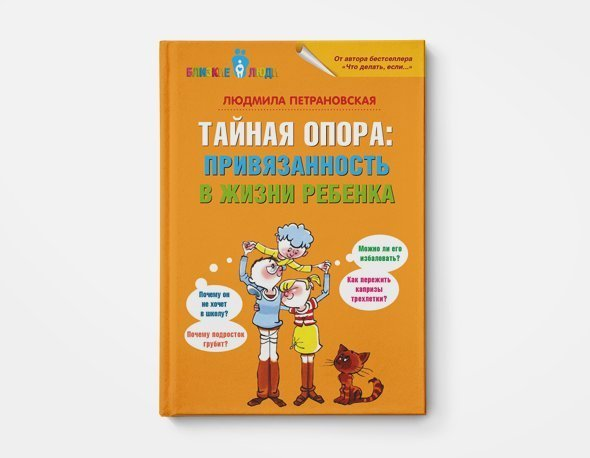 БЛИЗКИЕ ЛЮДИ
От автора бестселлера
«Что делать, если...»
ЛЮДМИЛА ПЕТРАНОВСКАЯ
ТАЙНАЯ ОПОРА:
ПРИВЯЗАННОСТЬ
В ЖИЗНИ РЕБЕНКА
Можно ли его
избаловать?
Как пережить
капризы
трехлетки?
Почему он
не хочет
в школу?
Почему подросток
грубит?